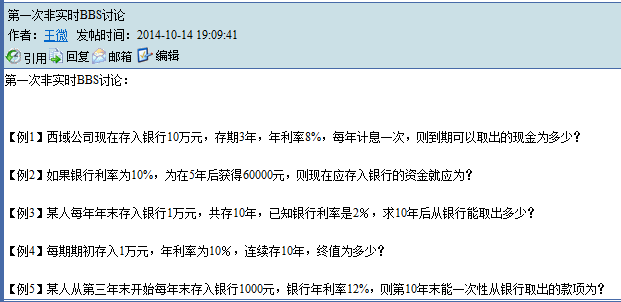 第一次非实时BBS讨论
作者：王微 发帖时间：2014-10-14 19:09:41
引用 回复 邮箱 编辑
第一次非实时BBS讨论：
【例1】西域公司现在存入银行10万元，存期3年，年利率8%，每年计息一次，则到期可以取出的现金为多少？
【例2】如果银行利率为10%，为在5年后获得60000元，则现在应存入银行的资金就应为？
【例3】某人每年年末存入银行1万元，共存10年，已知银行利率是2%，求10年后从银行能取出多少？
【例4】每期期初存入1万元，年利率为10%，连续存10年，终值为多少？
【例5】某人从第三年末开始每年末存入银行1000元，银行年利率12%，则第10年末能一次性从银行取出的款项为？